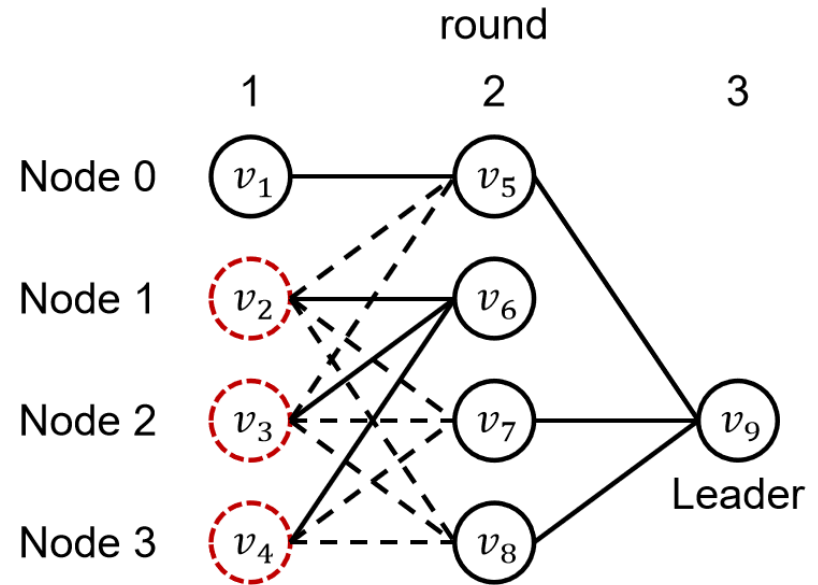 round
1 2 3
Node 0 v₁ v₅
Node 1 v₂ v₆
Node 2 v₃ v₇ v₉
Leader
Node 3 v₄ v₈